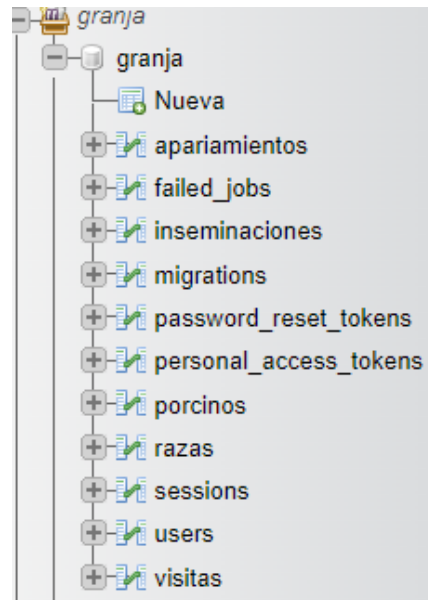 granja
granja
Nueva
apariamientos
failed_jobs
inseminaciones
migrations
password_reset_tokens
personal_access_tokens
porcinos
razas
sessions
users
visitas